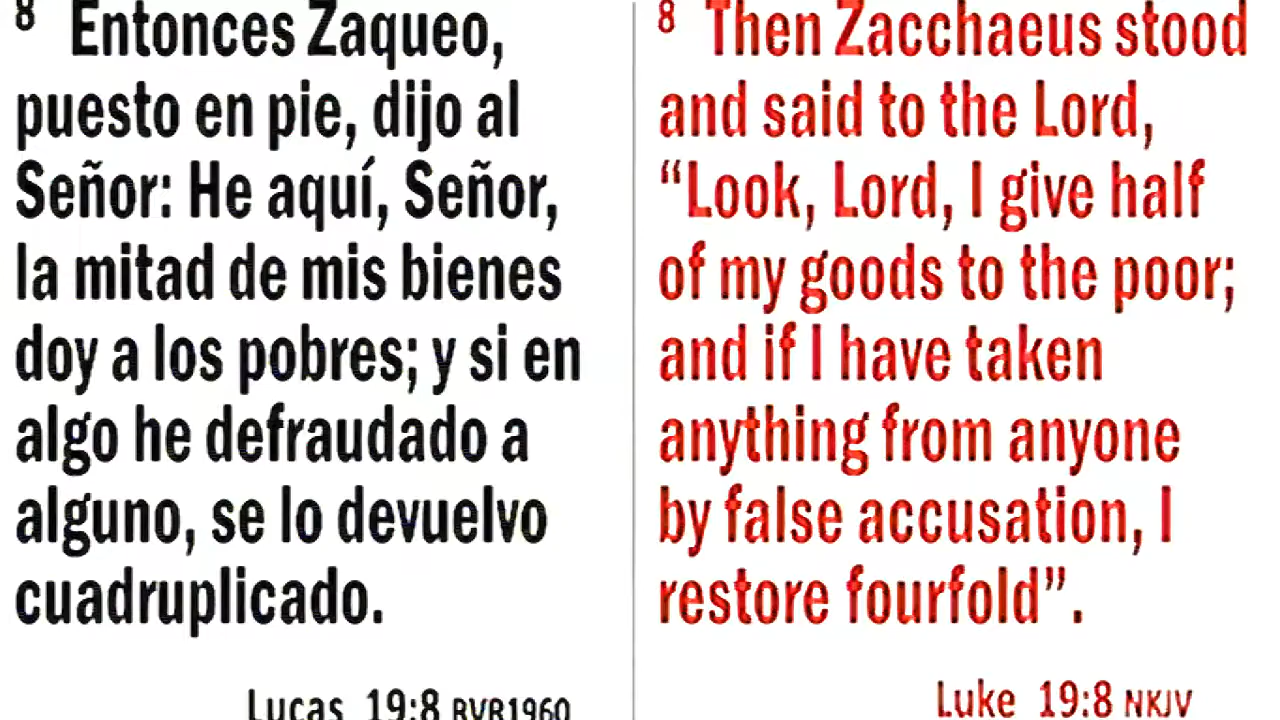 8 Entonces Zaqueo,
puesto en pie, dijo al
Señor: He aquí, Señor,
la mitad de mis bienes
doy a los pobres; y si en
algo he defraudado a
alguno, se lo devuelvo
cuadruplicado.
Lucas 19:8 RVR1960
8 Then Zacchaeus stood
and said to the Lord,
“Look, Lord, I give half
of my goods to the poor;
and if I have taken
anything from anyone
by false accusation, I
restore fourfold”.
Luke 19:8 NKJV